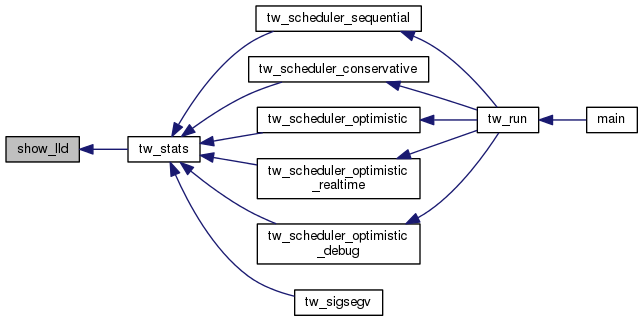 tw_scheduler_sequential
tw_scheduler_conservative
tw_scheduler_optimistic
tw_run
main
show_lld
tw_stats
tw_scheduler_optimistic
_realtime
tw_scheduler_optimistic
_debug
tw_sigsegv